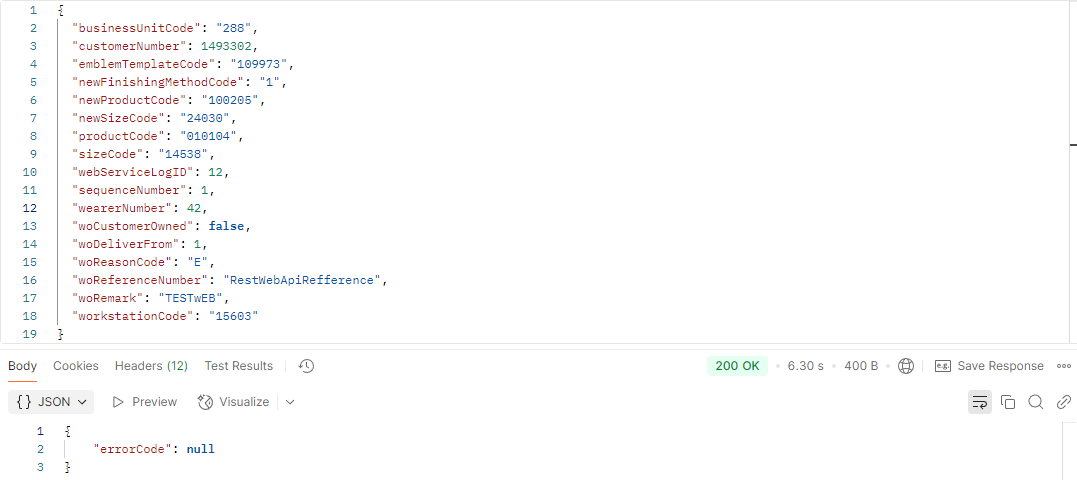 1 {
2 "businessUnitCode": "288",
3 "customerNumber": 1493302,
4 "emblemTemplateCode": "109973",
5 "newFinishingMethodCode": "1",
6 "newProductCode": "100205",
7 "newSizeCode": "24030",
8 "productCode": "010104",
9 "sizeCode": "14538",
10 "webServiceLogID": 12,
11 "sequenceNumber": 1,
12 "wearerNumber": 42,
13 "woCustomerOwned": false,
14 "woDeliverFrom": 1,
15 "woReasonCode": "E",
16 "woReferenceNumber": "RestWebApiRefference",
17 "woRemark": "TESTwEB",
18 "workstationCode": "15603"
19 }
Body Cookies Headers (12) Test Results 200 OK • 6.30 s • 400 B e.g. Save Response
{} JSON Preview Visualize
1 {
2 "errorCode": null
3 }